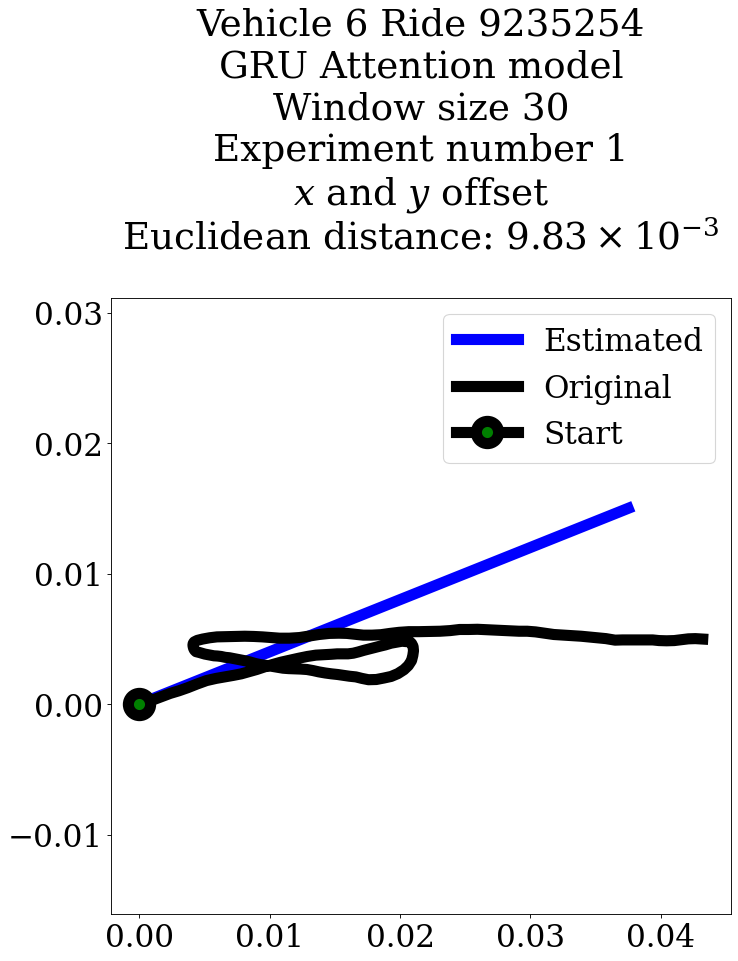 Vehicle 6 Ride 9235254
GRU Attention model
Window size 30
Experiment number 1
x and y offset
Euclidean distance: 9.83 × 10⁻³
0.03
0.02
0.01
0.00
−0.01
Estimated
Original
Start
0.00 0.01 0.02 0.03 0.04